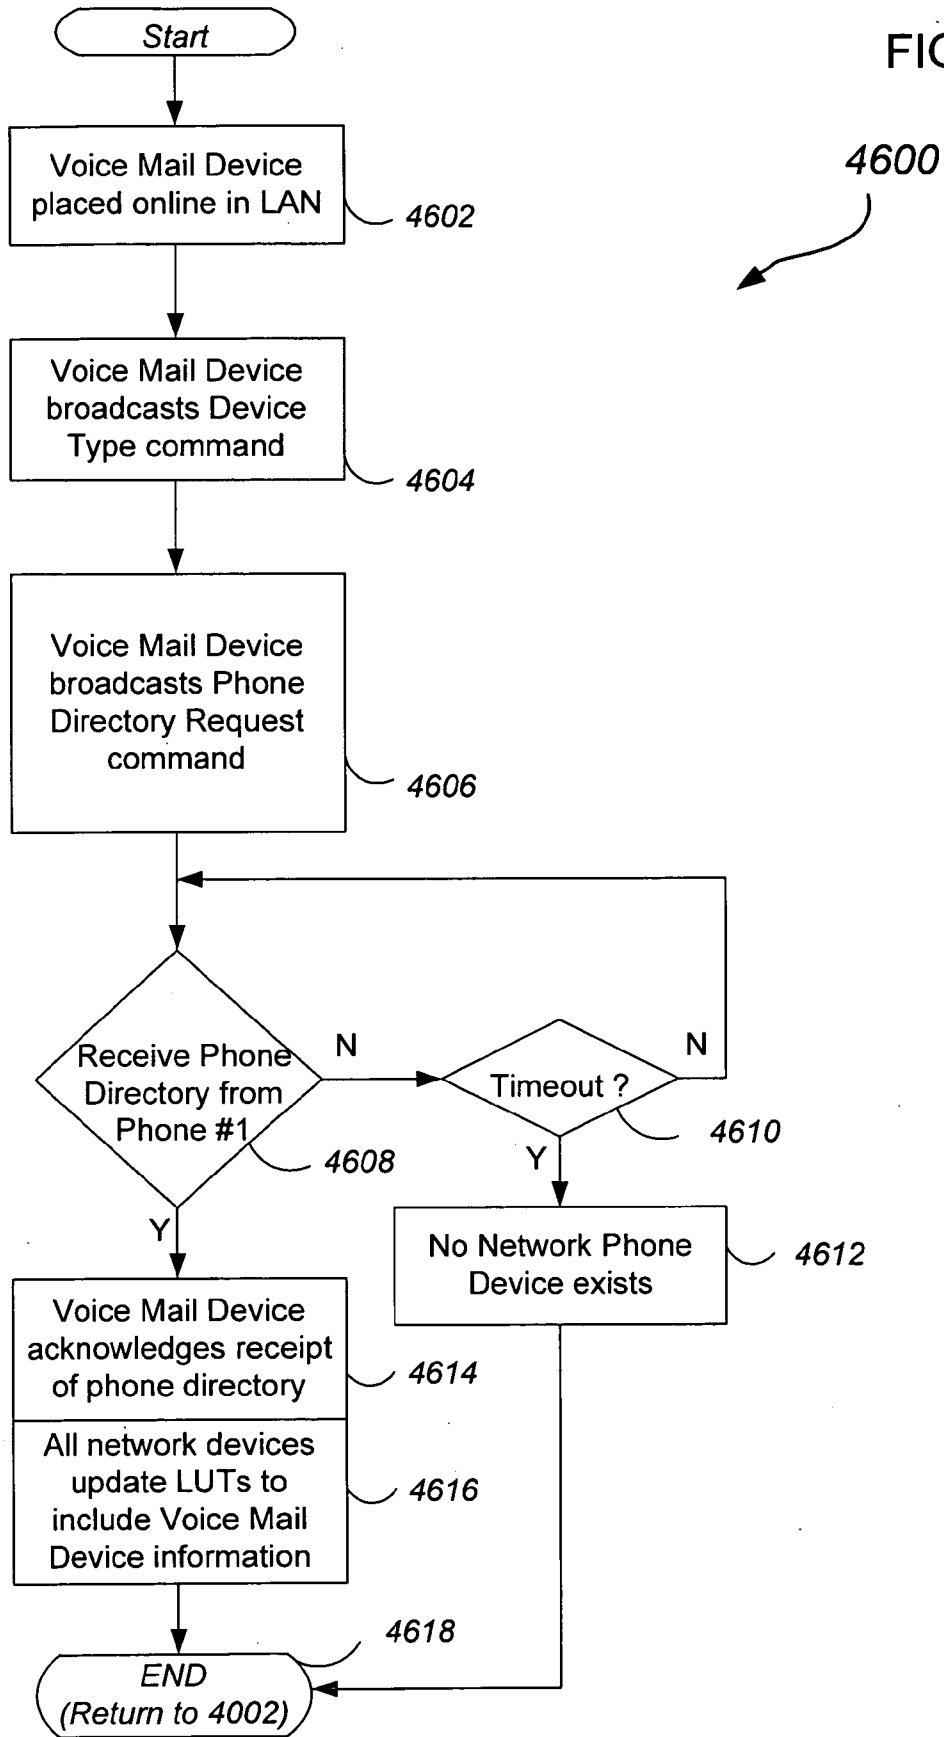 Start
FIG
4600
Voice Mail Device
placed online in LAN
4602
Voice Mail Device
broadcasts Device
Type command
4604
Voice Mail Device
broadcasts Phone
Directory Request
command
4606
Receive Phone
Directory from
Phone #1
4608
N
Timeout ?
4610
N
Y
Y
No Network Phone
Device exists
4612
Voice Mail Device
acknowledges receipt
of phone directory
4614
All network devices
update LUTs to
include Voice Mail
Device information
4616
4618
END
(Return to 4002)